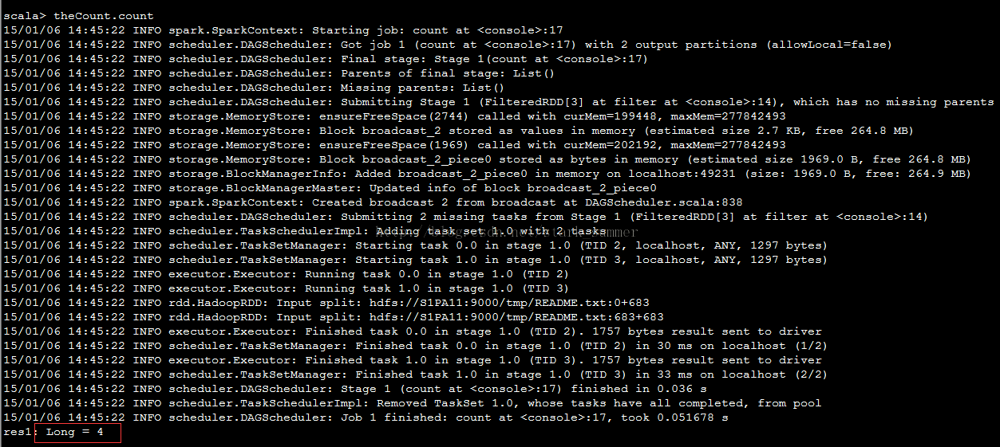 scala> theCount.count
15/01/06 14:45:22 INFO spark.SparkContext: Starting job: count at <console>:17
15/01/06 14:45:22 INFO scheduler.DAGScheduler: Got job 1 (count at <console>:17) with 2 output partitions (allowLocal=false)
15/01/06 14:45:22 INFO scheduler.DAGScheduler: Final stage: Stage 1(count at <console>:17)
15/01/06 14:45:22 INFO scheduler.DAGScheduler: Parents of final stage: List()
15/01/06 14:45:22 INFO scheduler.DAGScheduler: Missing parents: List()
15/01/06 14:45:22 INFO scheduler.DAGScheduler: Submitting Stage 1 (FilteredRDD[3] at filter at <console>:14), which has no missing parents
15/01/06 14:45:22 INFO storage.MemoryStore: ensureFreeSpace(2744) called with curMem=199448, maxMem=277842493
15/01/06 14:45:22 INFO storage.MemoryStore: Block broadcast_2 stored as values in memory (estimated size 2.7 KB, free 264.8 MB)
15/01/06 14:45:22 INFO storage.MemoryStore: ensureFreeSpace(1969) called with curMem=202192, maxMem=277842493
15/01/06 14:45:22 INFO storage.MemoryStore: Block broadcast_2_piece0 stored as bytes in memory (estimated size 1969.0 B, free 264.8 MB)
15/01/06 14:45:22 INFO storage.BlockManagerInfo: Added broadcast_2_piece0 in memory on localhost:49231 (size: 1969.0 B, free: 264.9 MB)
15/01/06 14:45:22 INFO storage.BlockManagerMaster: Updated info of block broadcast_2_piece0
15/01/06 14:45:22 INFO spark.SparkContext: Created broadcast 2 from broadcast at DAGScheduler.scala:838
15/01/06 14:45:22 INFO scheduler.DAGScheduler: Submitting 2 missing tasks from Stage 1 (FilteredRDD[3] at filter at <console>:14)
15/01/06 14:45:22 INFO scheduler.TaskSchedulerImpl: Adding task set 1.0 with 2 tasks
15/01/06 14:45:22 INFO scheduler.TaskSetManager: Starting task 0.0 in stage 1.0 (TID 2, localhost, ANY, 1297 bytes)
15/01/06 14:45:22 INFO scheduler.TaskSetManager: Starting task 1.0 in stage 1.0 (TID 3, localhost, ANY, 1297 bytes)
15/01/06 14:45:22 INFO executor.Executor: Running task 0.0 in stage 1.0 (TID 2)
15/01/06 14:45:22 INFO executor.Executor: Running task 1.0 in stage 1.0 (TID 3)
15/01/06 14:45:22 INFO rdd.HadoopRDD: Input split: hdfs://S1PA11:9000/tmp/README.txt:0+683
15/01/06 14:45:22 INFO rdd.HadoopRDD: Input split: hdfs://S1PA11:9000/tmp/README.txt:683+683
15/01/06 14:45:22 INFO executor.Executor: Finished task 0.0 in stage 1.0 (TID 2). 1757 bytes result sent to driver
15/01/06 14:45:22 INFO scheduler.TaskSetManager: Finished task 0.0 in stage 1.0 (TID 2) in 30 ms on localhost (1/2)
15/01/06 14:45:22 INFO executor.Executor: Finished task 1.0 in stage 1.0 (TID 3). 1757 bytes result sent to driver
15/01/06 14:45:22 INFO scheduler.TaskSetManager: Finished task 1.0 in stage 1.0 (TID 3) in 33 ms on localhost (2/2)
15/01/06 14:45:22 INFO scheduler.DAGScheduler: Stage 1 (count at <console>:17) finished in 0.036 s
15/01/06 14:45:22 INFO scheduler.TaskSchedulerImpl: Removed TaskSet 1.0, whose tasks have all completed, from pool
15/01/06 14:45:22 INFO scheduler.DAGScheduler: Job 1 finished: count at <console>:17, took 0.051678 s
res1: Long = 4